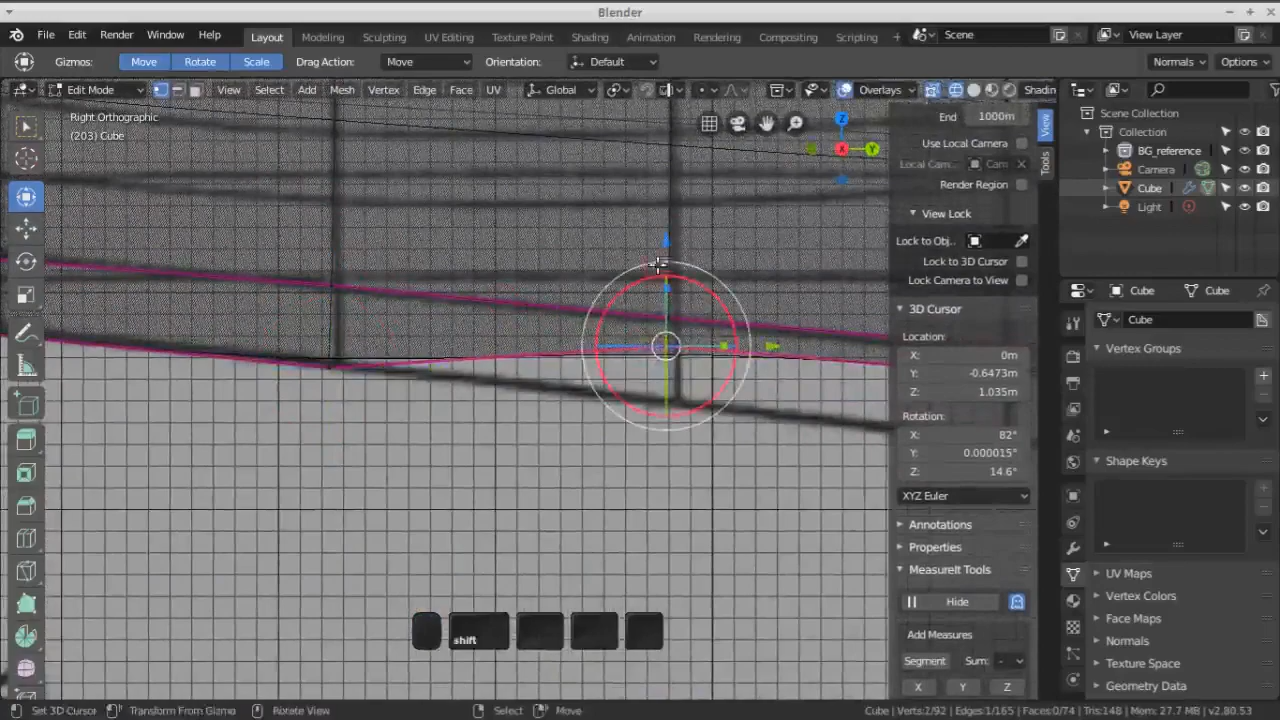 Blender
File Edit Render Window Help Layout Modeling Sculpting UV Editing Texture Paint Shading Animation Rendering Compositing Scripting Scene View Layer
Gizmos: Move Rotate Scale Drag Action: Move Orientation: Default Normals Options
Edit Mode View Select Add Mesh Vertex Edge Face UV Global Overlays Shadin
Right Orthographic
(203) Cube
Z
X
Y
End 1000m
Use Local Camera
Local Cam.. Cam
Render Region
View Lock
Lock to Obj..
Lock to 3D Cursor
Lock Camera to View
3D Cursor
Location:
X: 0m
Y: -0.6473m
Z: 1.035m
Rotation:
X: 82°
Y: 0.000015°
Z: 14.6°
XYZ Euler
Annotations
Properties
MeasureIt Tools
Hide
Add Measures
Segment Sum: -
X Y Z
View
Tools
Scene Collection
Collection
BG_reference
Camera
Cube
Light
Cube Cube
Cube
Vertex Groups
Shape Keys
UV Maps
Vertex Colors
Face Maps
Normals
Texture Space
Geometry Data
shift
Set 3D Cursor Transform From Gizmo Rotate View Select Move Cube | Verts:1/92 | Edges:1/165 | Faces:0/74 | Tris:148 | Mem: 27.7 MB | v2.80.53